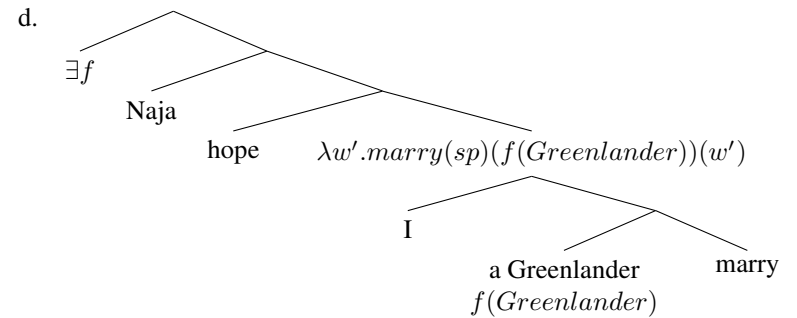 d.
∃f
Naja
hope
λw′.marry(sp)(f(Greenlander))(w′)
I
a Greenlander
marry
f(Greenlander)